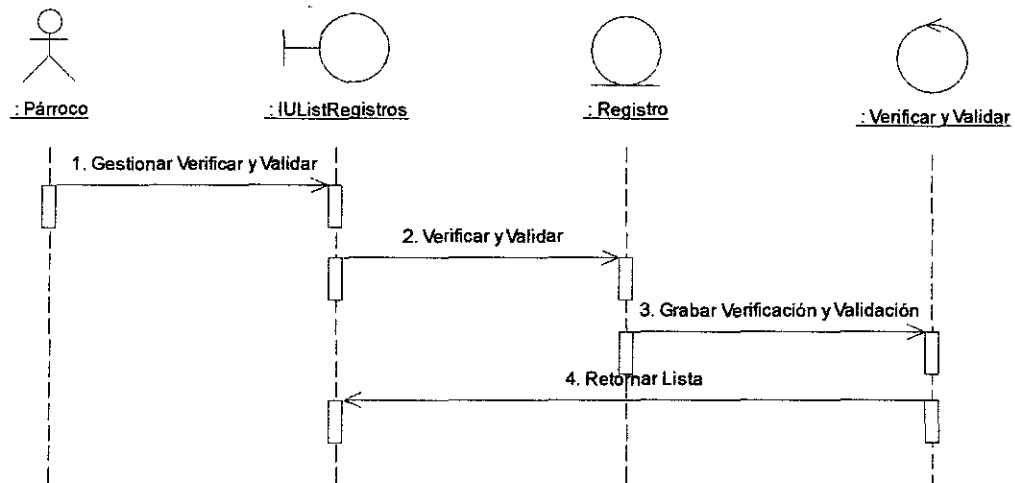 : Párroco
: IUListRegistros
: Registro
: Verificar y Validar
1. Gestionar Verificar y Validar
2. Verificar y Validar
3. Grabar Verificación y Validación
4. Retornar Lista